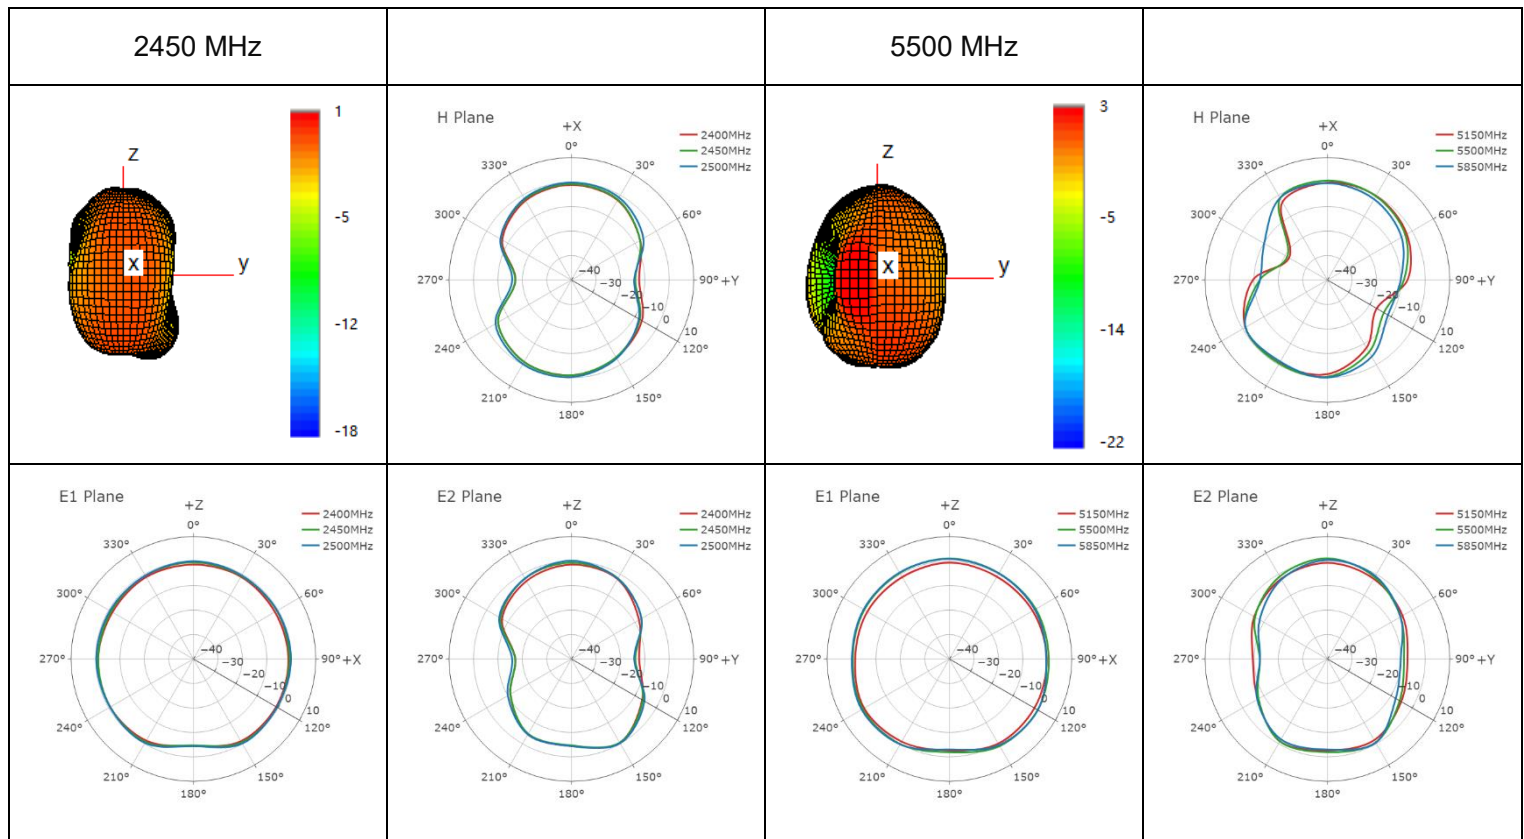 2450 MHz
5500 MHz
z
x
y
1
-5
-12
-18
H Plane
+X
0°
30°
60°
90°+Y
120°
150°
180°
210°
240°
270°
300°
330°
2400MHz
2450MHz
2500MHz
−40
−30
−20
−10
0
10
z
x
y
3
-5
-14
-22
H Plane
+X
0°
30°
60°
90°+Y
120°
150°
180°
210°
240°
270°
300°
330°
5150MHz
5500MHz
5850MHz
−40
−30
−20
−10
0
10
E1 Plane
+Z
0°
30°
60°
90°+X
120°
150°
180°
210°
240°
270°
300°
330°
2400MHz
2450MHz
2500MHz
−40
−30
−20
−10
0
10
E2 Plane
+Z
0°
30°
60°
90°+Y
120°
150°
180°
210°
240°
270°
300°
330°
2400MHz
2450MHz
2500MHz
−40
−30
−20
−10
0
10
E1 Plane
+Z
0°
30°
60°
90°+X
120°
150°
180°
210°
240°
270°
300°
330°
5150MHz
5500MHz
5850MHz
−40
−30
−20
−10
0
10
E2 Plane
+Z
0°
30°
60°
90°+Y
120°
150°
180°
210°
240°
270°
300°
330°
5150MHz
5500MHz
5850MHz
−40
−30
−20
−10
0
10